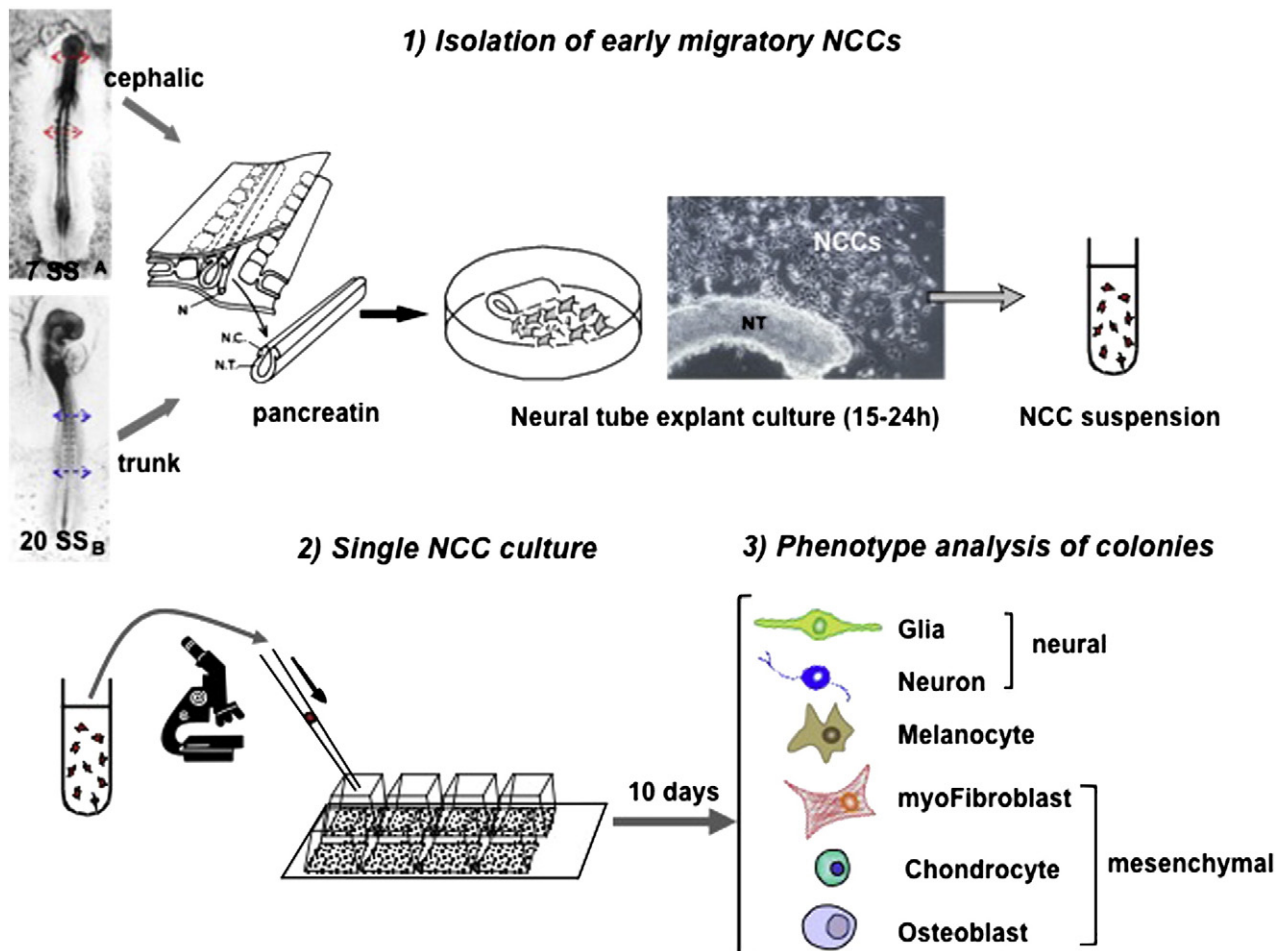 1) Isolation of early migratory NCCs
cephalic
7 SS A
N
N.C.
N.T.
pancreatin
NCCs
NT
Neural tube explant culture (15-24h)
NCC suspension
trunk
20 SS B
2) Single NCC culture
3) Phenotype analysis of colonies
10 days
Glia
Neuron
neural
Melanocyte
myoFibroblast
Chondrocyte
Osteoblast
mesenchymal